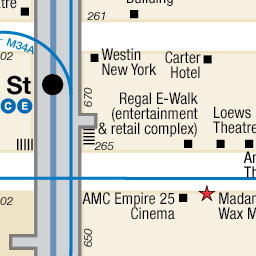 Building
261
M34A
Westin
New York
Carter
Hotel
St
C E
670
Regal E-Walk
(entertainment
& retail complex)
Loews
Theatre
265
AMC Empire 25
Cinema
Madam
Wax M
02
650